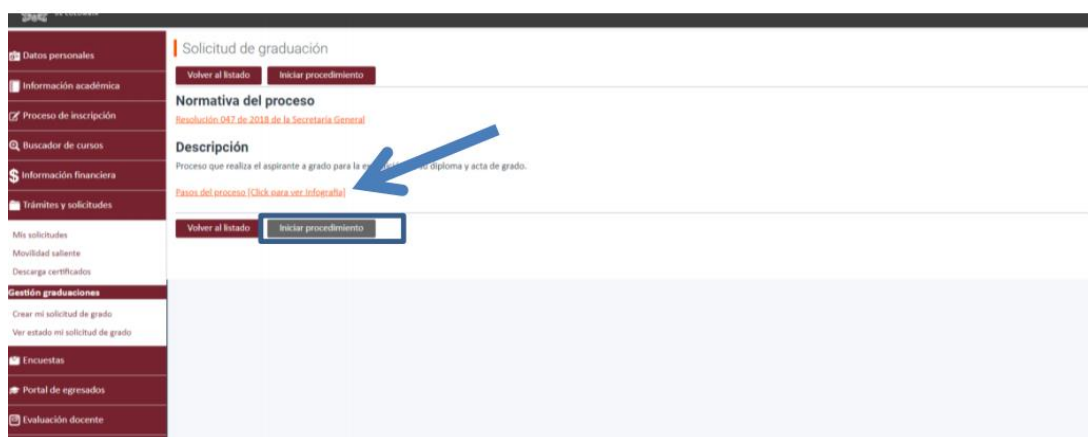 Datos personales
Información académica
Proceso de inscripción
Buscador de cursos
Información financiera
Trámites y solicitudes
Mis solicitudes
Movilidad saliente
Descarga certificados
Gestión graduaciones
Crear mi solicitud de grado
Ver estado mi solicitud de grado
Encuestas
Portal de egresados
Evaluación docente
Solicitud de graduación
Volver al listado Iniciar procedimiento
Normativa del proceso
Resolución 047 de 2018 de la Secretaría General
Descripción
Proceso que realiza el aspirante a grado para la diploma y acta de grado.
Pasos del proceso [Click para ver Infografía]
Volver al listado Iniciar procedimiento